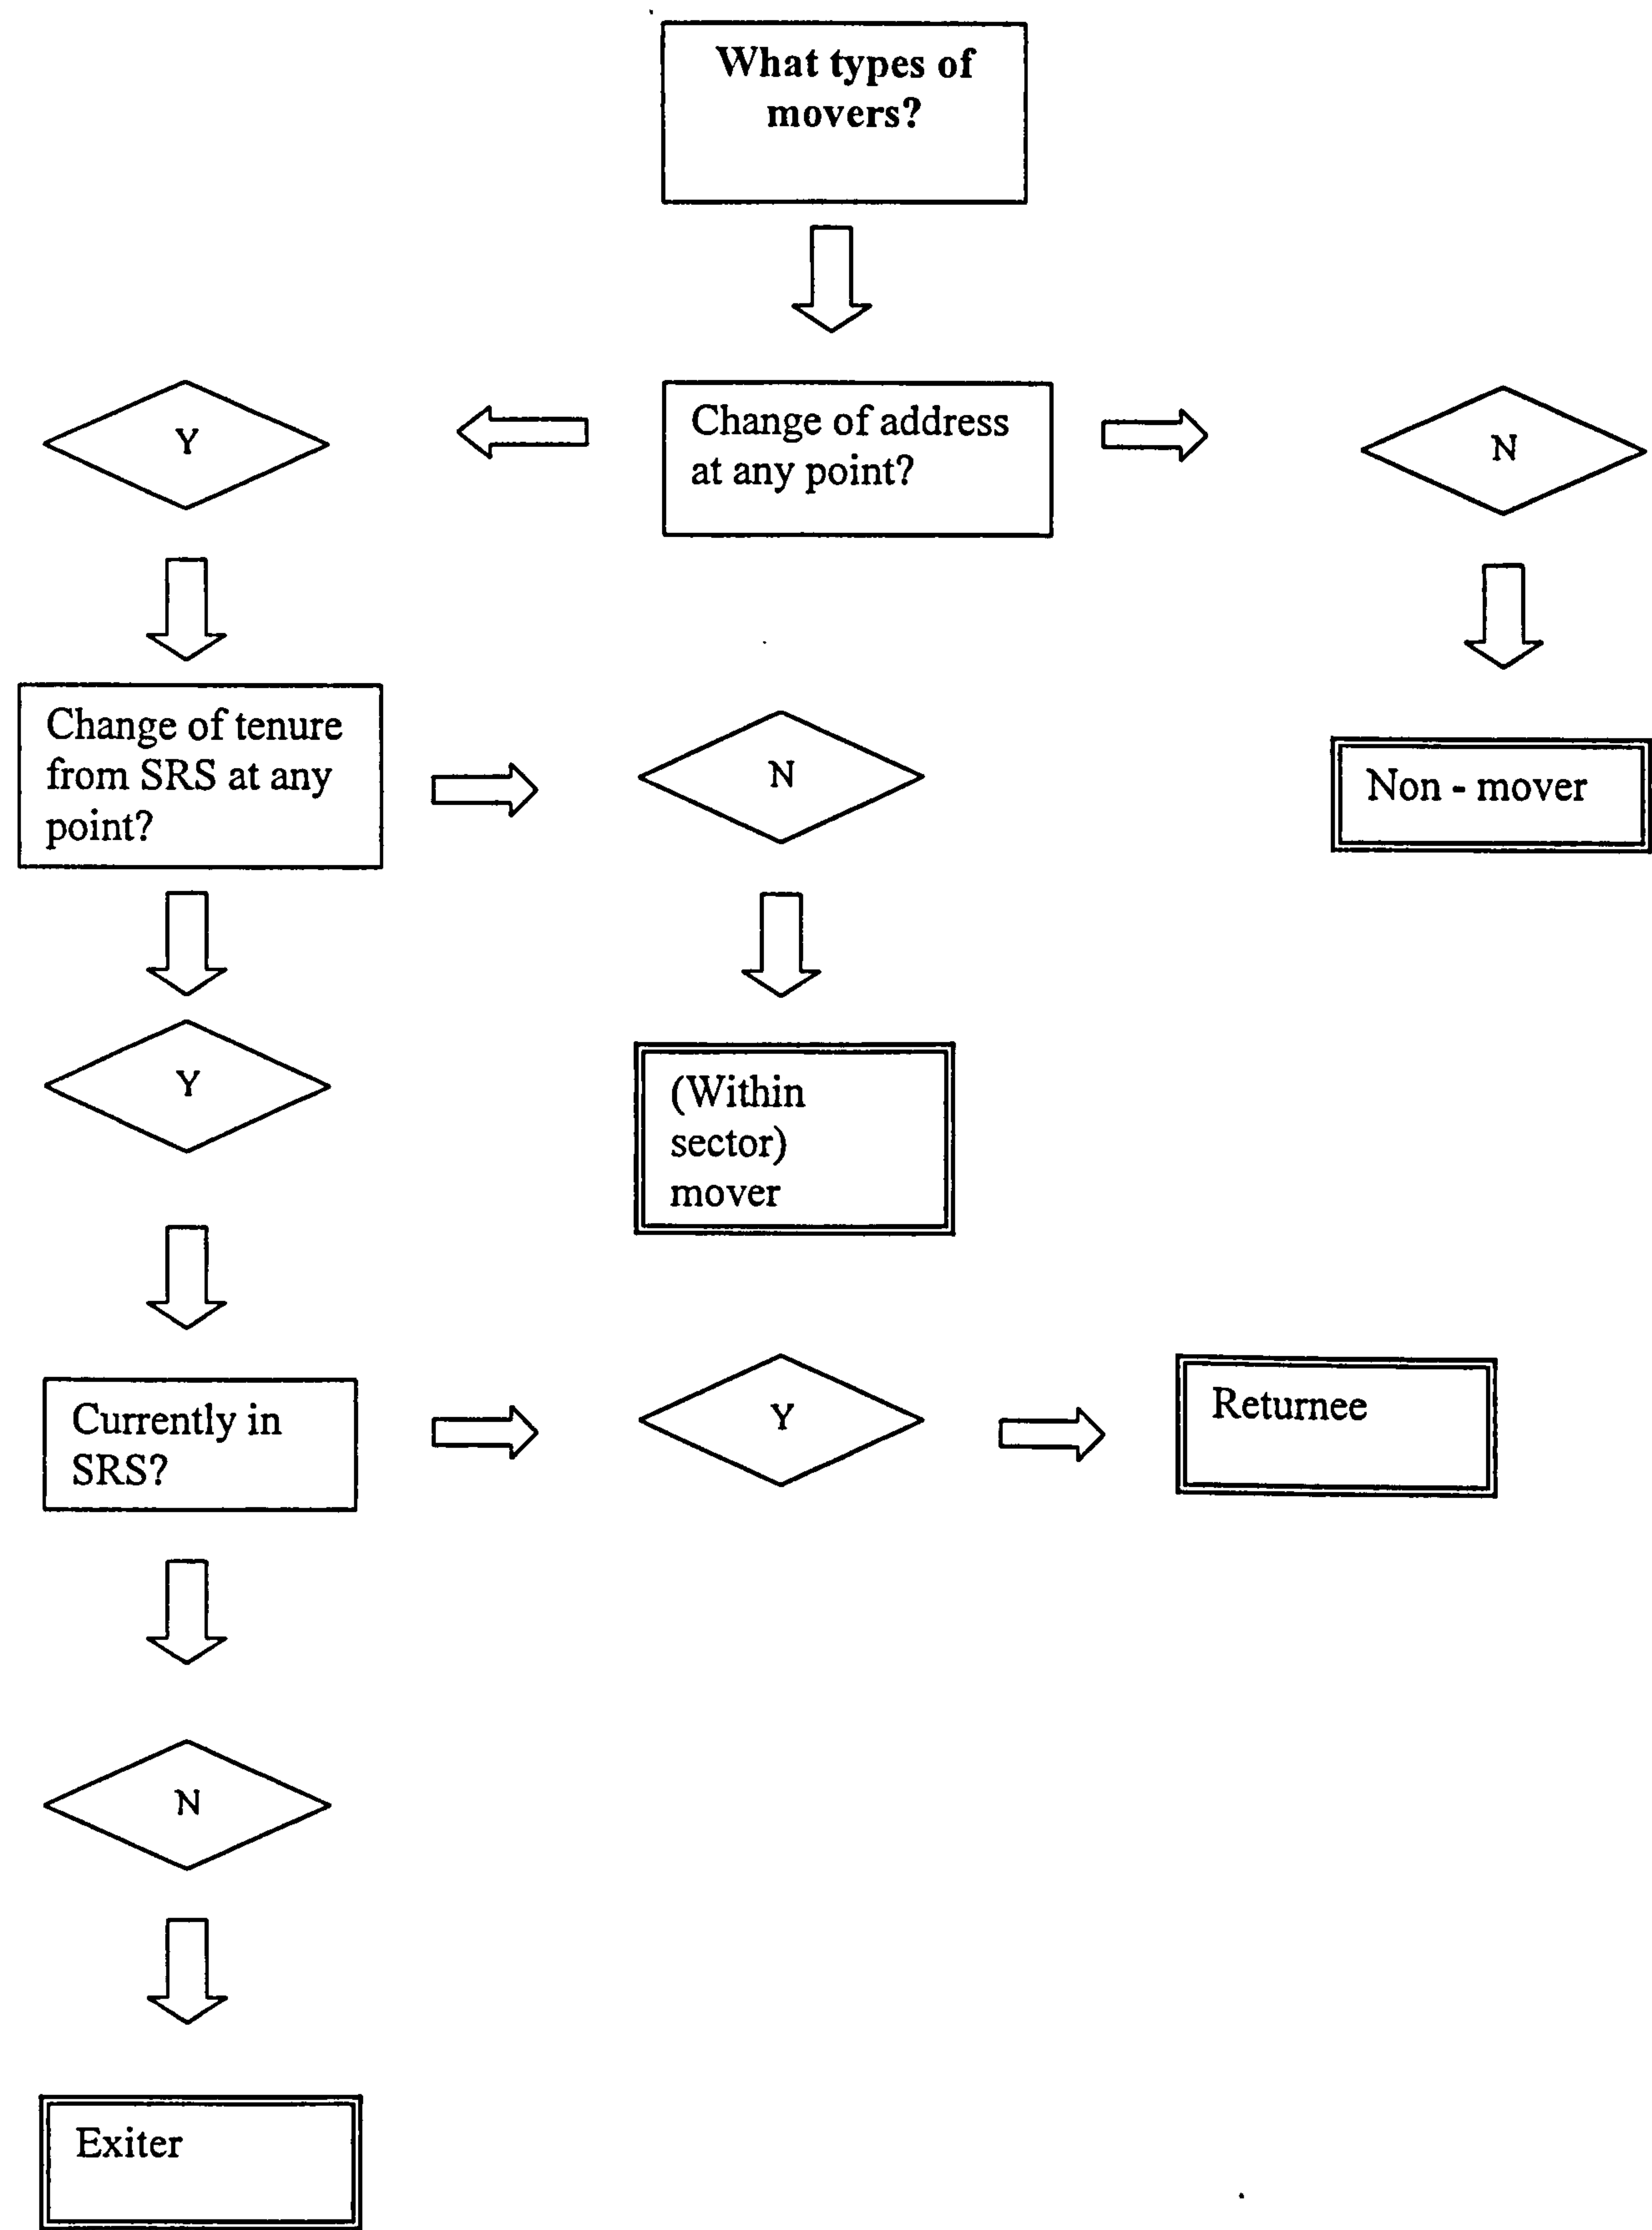 What types of
movers?
Y
Change of address
at any point?
N
Change of tenure
from SRS at any
point?
N
Non - mover
Y
(Within
sector)
mover
Currently in
SRS?
Y
Returnee
N
Exiter